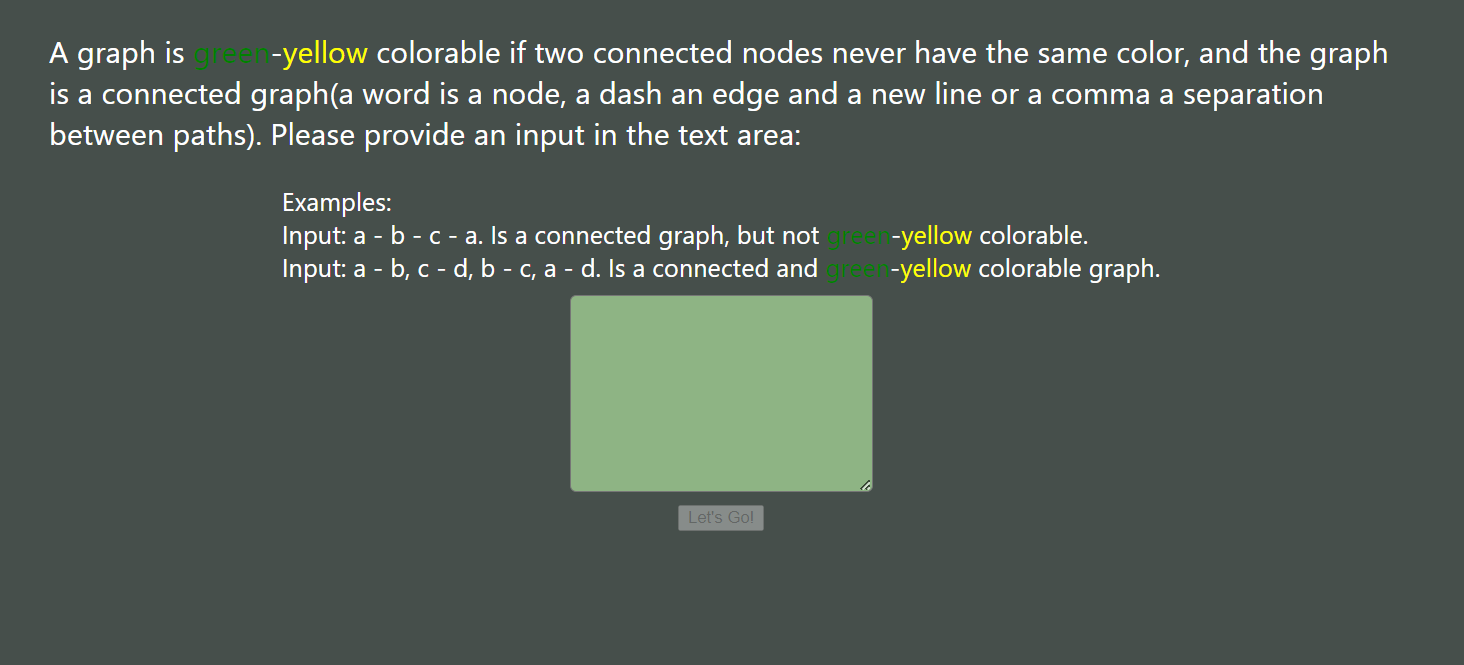 A graph is green-yellow colorable if two connected nodes never have the same color, and the graph
is a connected graph(a word is a node, a dash an edge and a new line or a comma a separation
between paths). Please provide an input in the text area:
Examples:
Input: a - b - c - a. Is a connected graph, but not green-yellow colorable.
Input: a - b, c - d, b - c, a - d. Is a connected and green-yellow colorable graph.
Let's Go!